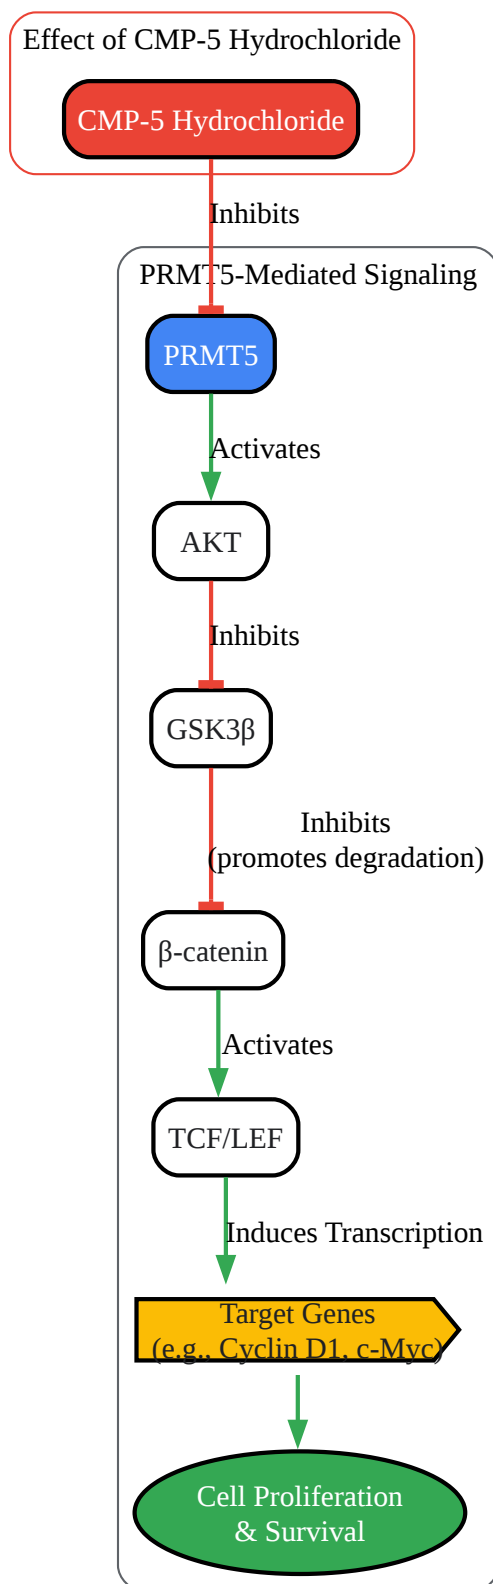 Effect of CMP-5 Hydrochloride
CMP-5 Hydrochloride
Inhibits
PRMT5-Mediated Signaling
PRMT5
Activates
AKT
Inhibits
GSK3β
Inhibits
(promotes degradation)
β-catenin
Activates
TCF/LEF
Induces Transcription
Target Genes
(e.g., Cyclin D1, c-Myc)
Cell Proliferation
& Survival